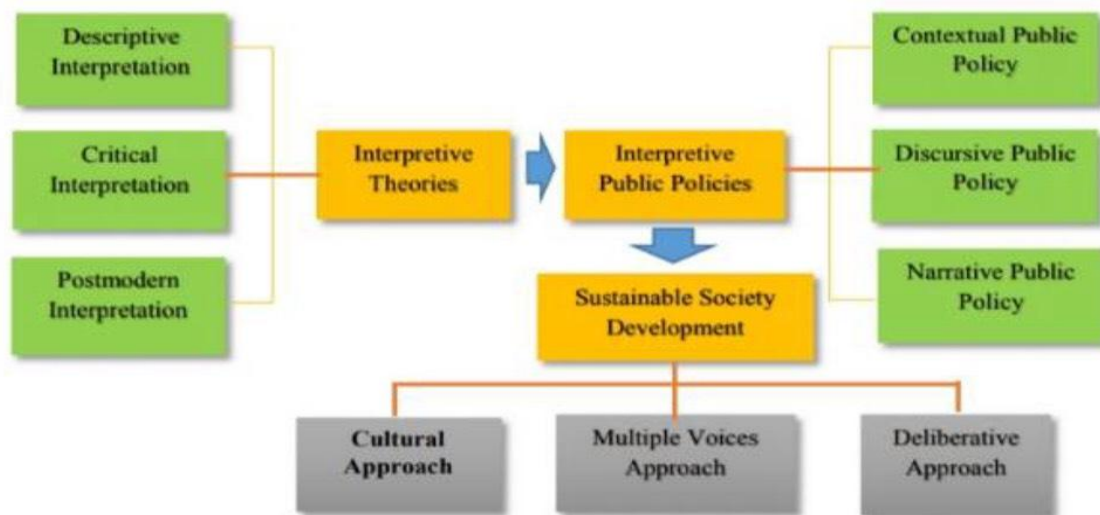 Descriptive
Interpretation
Critical
Interpretation
Postmodern
Interpretation
Interpretive
Theories
Interpretive
Public Policies
Sustainable Society
Development
Contextual Public
Policy
Discursive Public
Policy
Narrative Public
Policy
Cultural
Approach
Multiple Voices
Approach
Deliberative
Approach